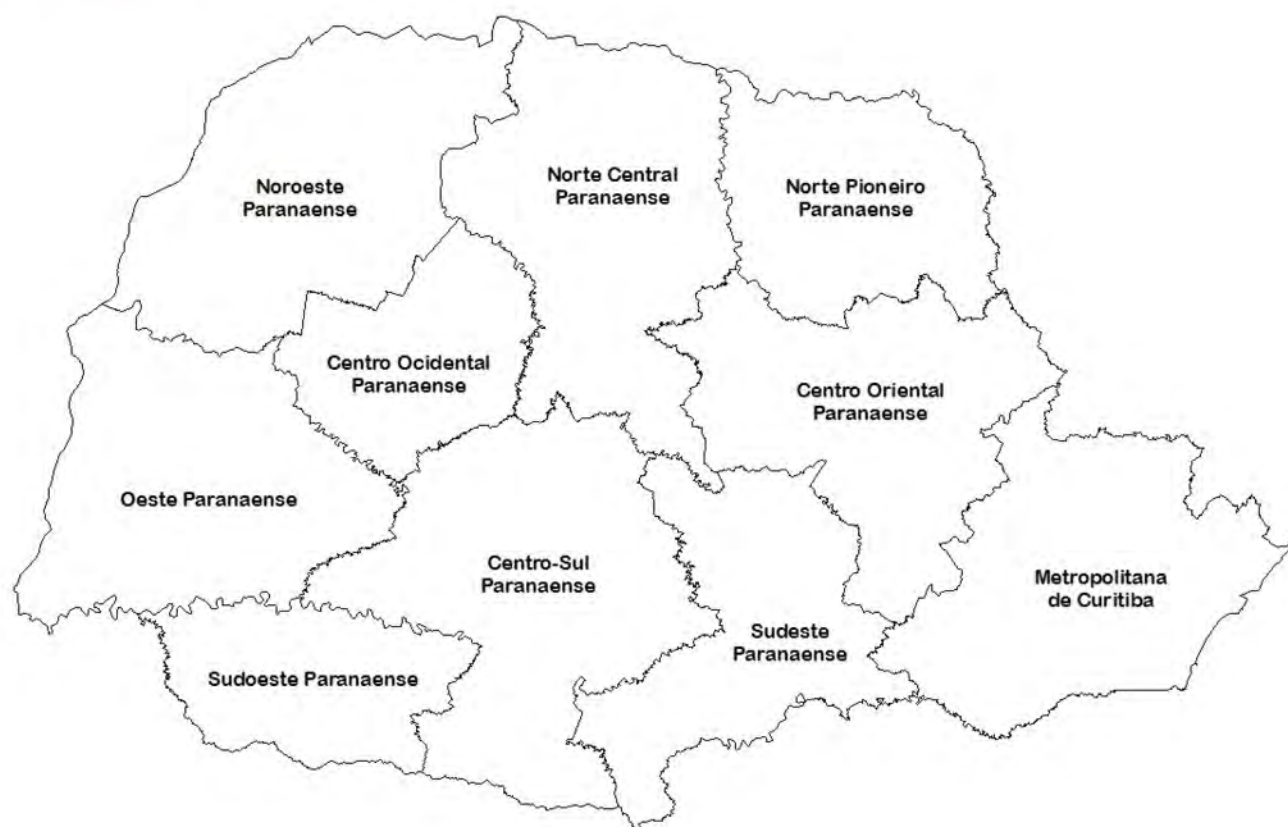 Noroeste
Paranaense
Norte Central
Paranaense
Norte Pioneiro
Paranaense
Centro Ocidental
Paranaense
Centro Oriental
Paranaense
Oeste Paranaense
Centro-Sul
Paranaense
Metropolitana
de Curitiba
Sudeste
Paranaense
Sudoeste Paranaense